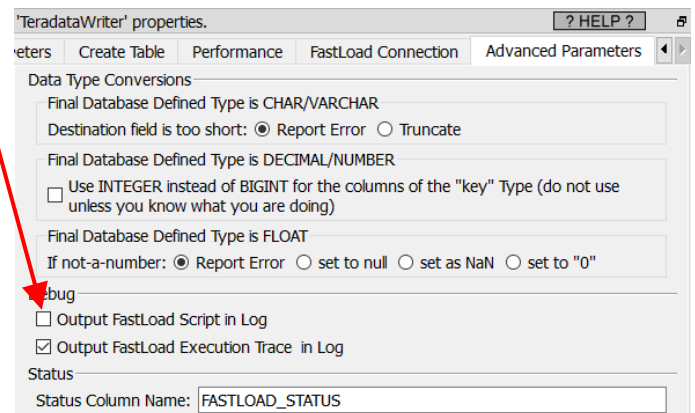 'TeradataWriter' properties. ? HELP ?
eters Create Table Performance FastLoad Connection Advanced Parameters
Data Type Conversions
Final Database Defined Type is CHAR/VARCHAR
Destination field is too short: Report Error Truncate
Final Database Defined Type is DECIMAL/NUMBER
Use INTEGER instead of BIGINT for the columns of the "key" Type (do not use
unless you know what you are doing)
Final Database Defined Type is FLOAT
If not-a-number: Report Error set to null set as NaN set to "0"
Debug
Output FastLoad Script in Log
Output FastLoad Execution Trace in Log
Status
Status Column Name: FASTLOAD_STATUS